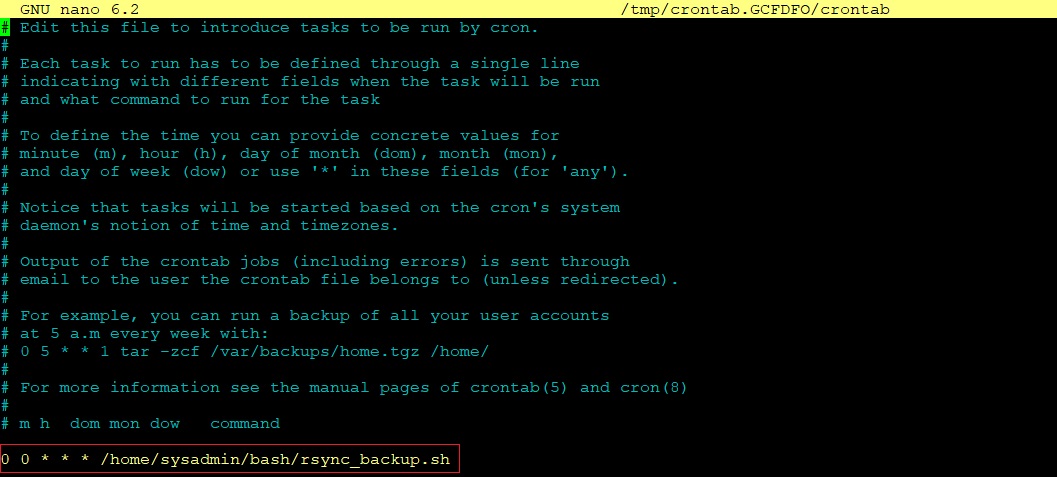 GNU nano 6.2 /tmp/crontab.GCFDFO/crontab
# Edit this file to introduce tasks to be run by cron.
#
# Each task to run has to be defined through a single line
# indicating with different fields when the task will be run
# and what command to run for the task
#
# To define the time you can provide concrete values for
# minute (m), hour (h), day of month (dom), month (mon),
# and day of week (dow) or use '*' in these fields (for 'any').
#
# Notice that tasks will be started based on the cron's system
# daemon's notion of time and timezones.
#
# Output of the crontab jobs (including errors) is sent through
# email to the user the crontab file belongs to (unless redirected).
#
# For example, you can run a backup of all your user accounts
# at 5 a.m every week with:
# 0 5 * * 1 tar -zcf /var/backups/home.tgz /home/
#
# For more information see the manual pages of crontab(5) and cron(8)
#
# m h  dom mon dow   command
0 0 * * * /home/sysadmin/bash/rsync_backup.sh